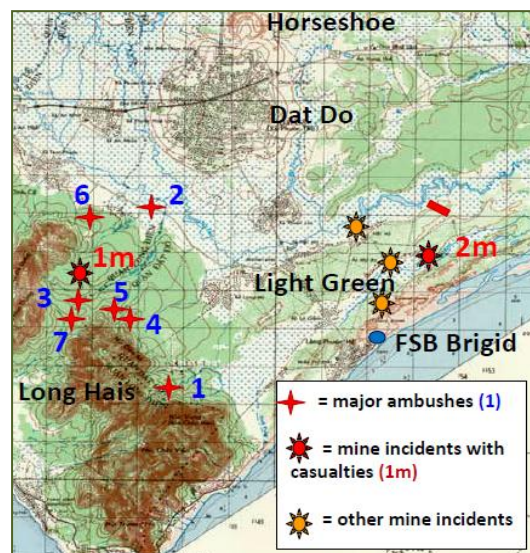 Horseshoe
Dat Do
6
2
1m
2m
Light Green
3
5
4
7
FSB Brigid
Long Hais
1
= major ambushes (1)
= mine incidents with
casualties (1m)
= other mine incidents